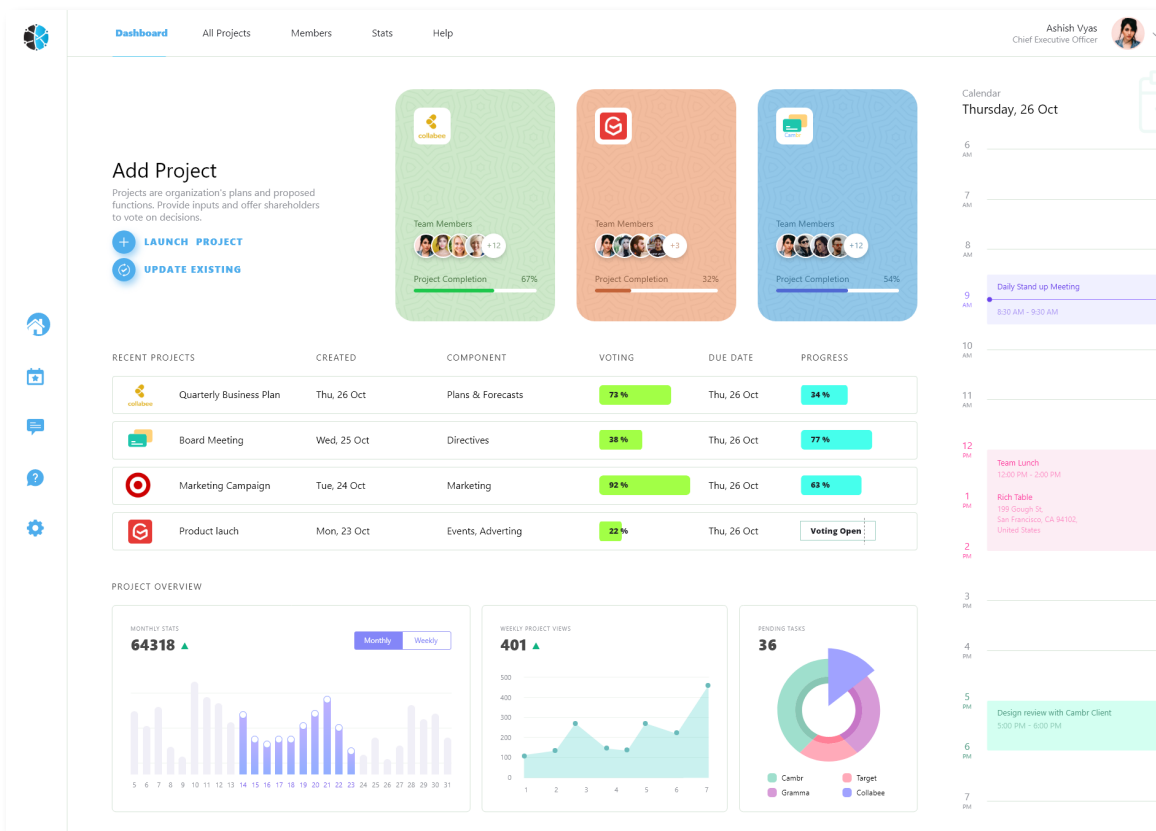 Dashboard
All Projects
Members
Stats
Help
Ashish Vyas
Chief Executive Officer
Add Project
Projects are organization's plans and proposed
functions. Provide inputs and offer shareholders
to vote on decisions.
LAUNCH PROJECT
UPDATE EXISTING
collabee
Team Members
+12
Project Completion 67%
Team Members
+3
Project Completion 32%
Cambr
Team Members
+12
Project Completion 54%
RECENT PROJECTS CREATED COMPONENT VOTING DUE DATE PROGRESS
collabee Quarterly Business Plan Thu, 26 Oct Plans & Forecasts 73 % Thu, 26 Oct 34 %
Board Meeting Wed, 25 Oct Directives 38 % Thu, 26 Oct 77 %
Marketing Campaign Tue, 24 Oct Marketing 92 % Thu, 26 Oct 63 %
Product lauch Mon, 23 Oct Events, Adverting 22 % Thu, 26 Oct Voting Open
PROJECT OVERVIEW
MONTHLY STATS
64318
Monthly Weekly
5 6 7 8 9 10 11 12 13 14 15 16 17 18 19 20 21 22 23 24 25 26 27 28 29 30 31
WEEKLY PROJECT VIEWS
401
500
400
300
200
100
0
1 2 3 4 5 6 7
PENDING TASKS
36
Cambr Target
Gramma Collabee
Calendar
Thursday, 26 Oct
6
AM
7
AM
8
AM
Daily Stand up Meeting
9
AM
8:30 AM - 9:30 AM
10
AM
11
AM
12
PM
Team Lunch
12:00 PM - 2:00 PM
1
PM
Rich Table
199 Gough St,
San Francisco, CA 94102,
United States
2
PM
3
PM
4
PM
5
PM
Design review with Cambr Client
5:00 PM - 6:00 PM
6
PM
7
PM